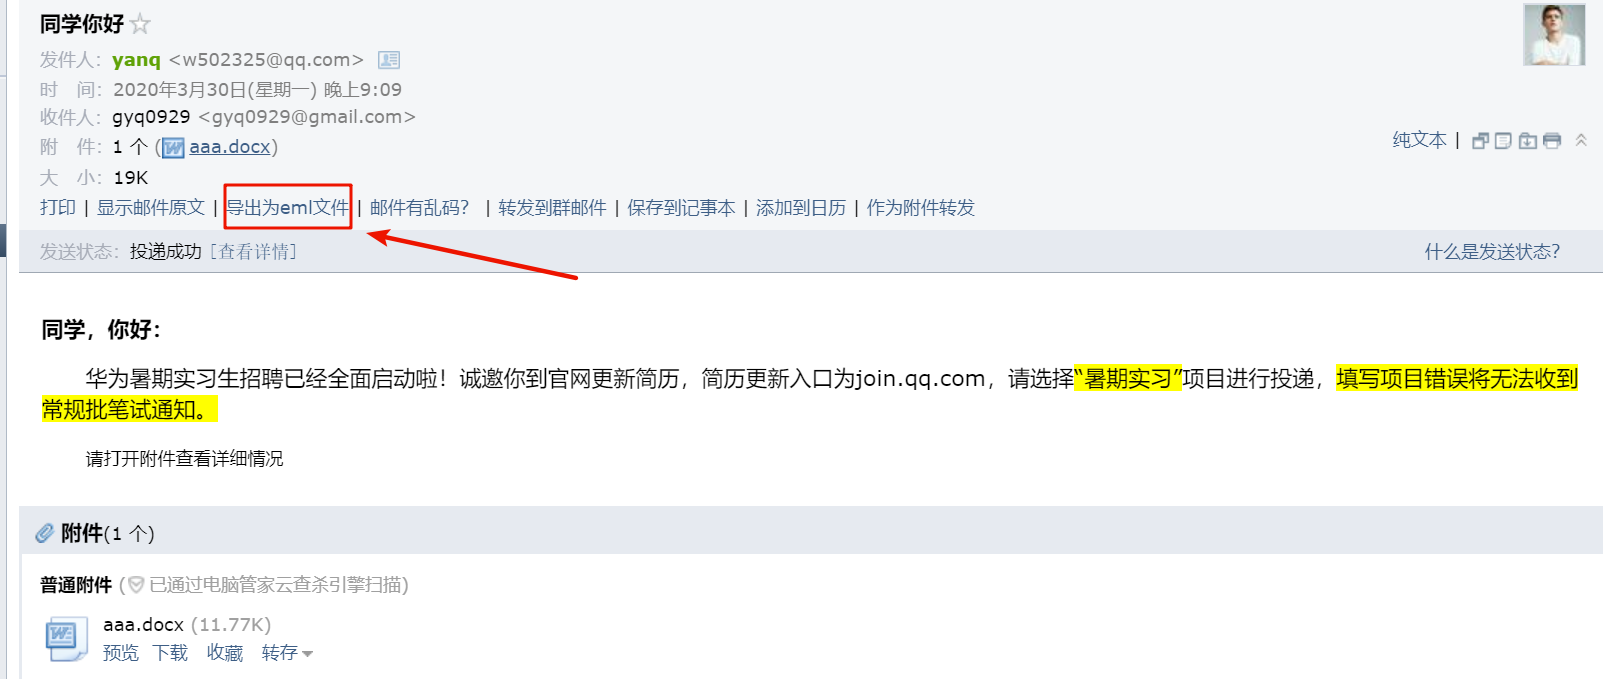 同学你好
发件人：yanq <w502325@qq.com>
时 间：2020年3月30日(星期一) 晚上9:09
收件人：gyq0929 <gyq0929@gmail.com>
附 件：1 个 (aaa.docx)
纯文本 |
大 小：19K
打印 | 显示邮件原文 | 导出为eml文件 | 邮件有乱码？ | 转发到群邮件 | 保存到记事本 | 添加到日历 | 作为附件转发
发送状态：投递成功 [查看详情] 什么是发送状态？
同学，你好：
华为暑期实习生招聘已经全面启动啦！诚邀你到官网更新简历，简历更新入口为join.qq.com，请选择“暑期实习”项目进行投递，填写项目错误将无法收到
常规批笔试通知。
请打开附件查看详细情况
附件(1 个)
普通附件 (已通过电脑管家云查杀引擎扫描)
aaa.docx (11.77K)
预览 下载 收藏 转存